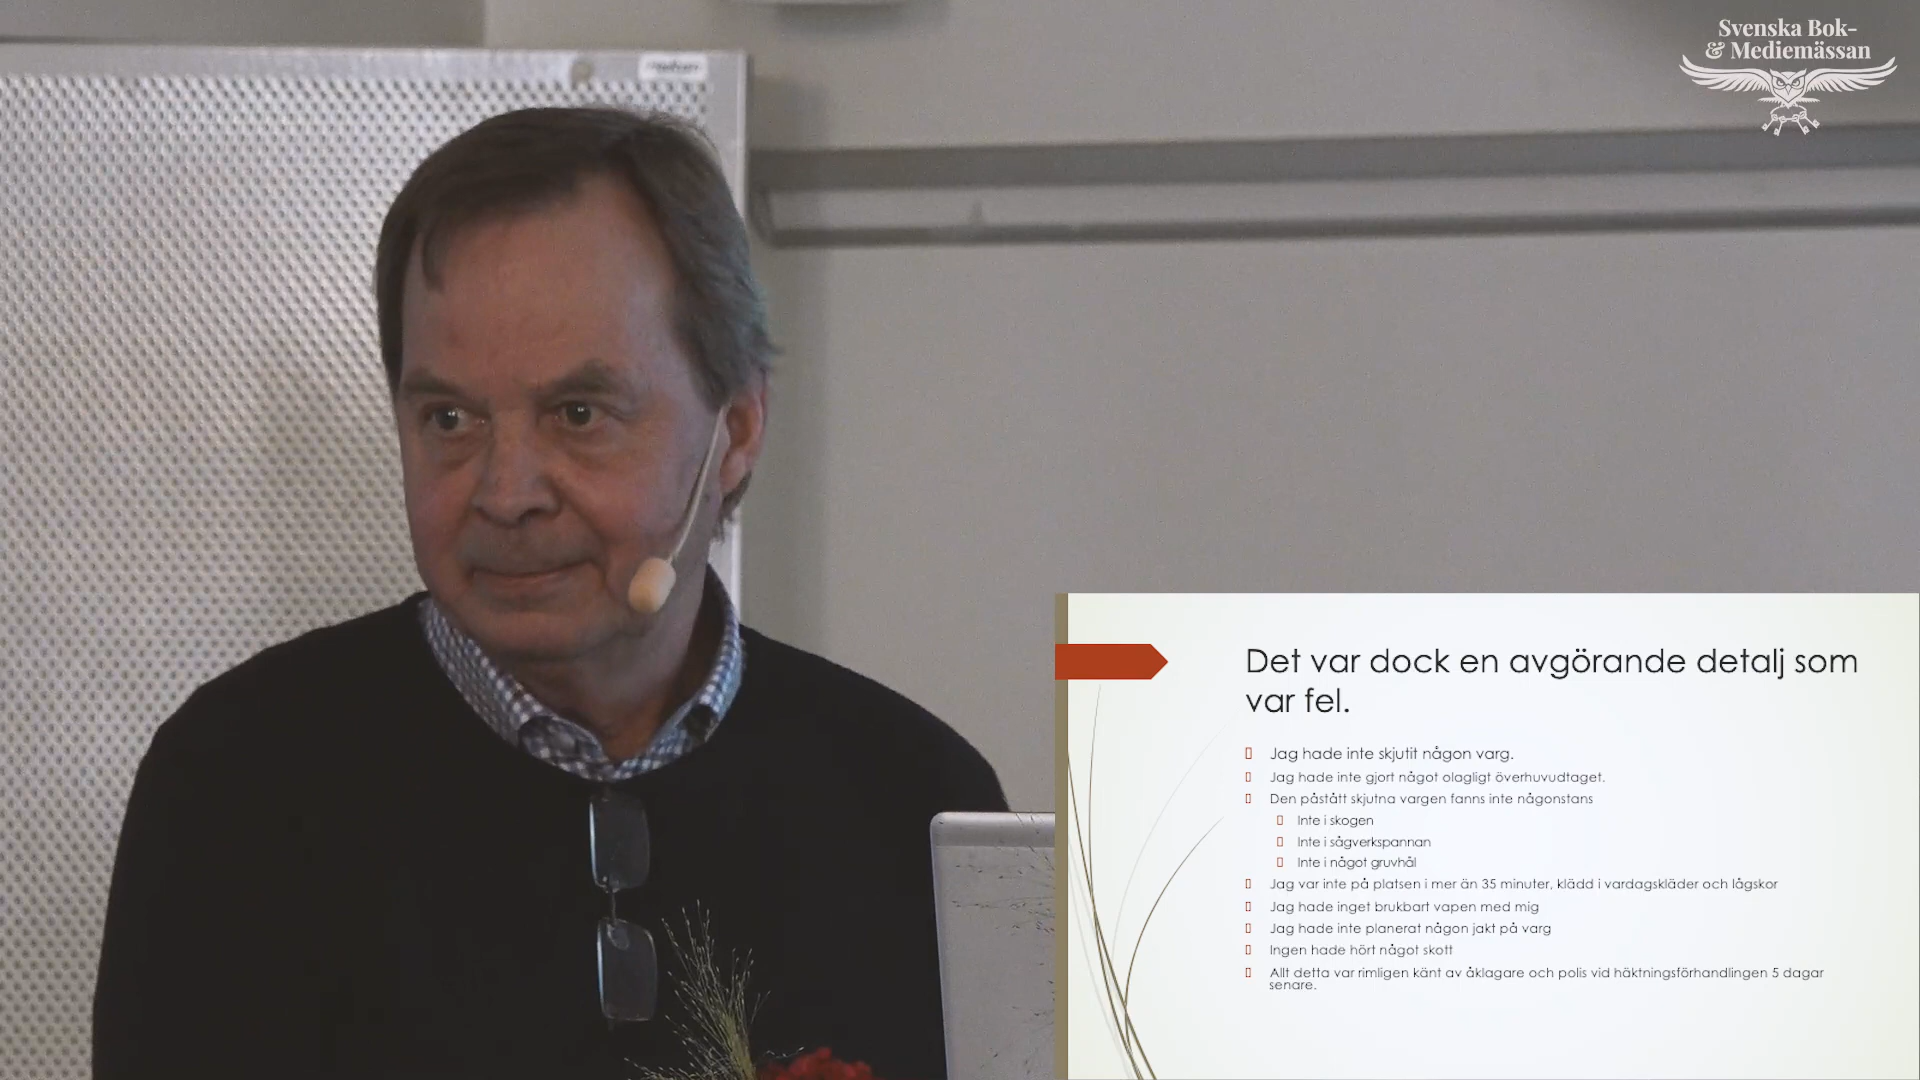 Svenska Bok-
& Mediemässan
Det var dock en avgörande detalj som
var fel.
Jag hade inte skjutit någon varg.
Jag hade inte gjort något olagligt överhuvudtaget.
Den påstått skjutna vargen fanns inte någonstans
Inte i skogen
Inte i sågverkspannan
Inte i något gruvhål
Jag var inte på platsen i mer än 35 minuter, klädd i vardagskläder och lågskor
Jag hade inget brukbart vapen med mig
Jag hade inte planerat någon jakt på varg
Ingen hade hört något skott
Allt detta var rimligen känt av åklagare och polis vid häktningsförhandlingen 5 dagar
senare.